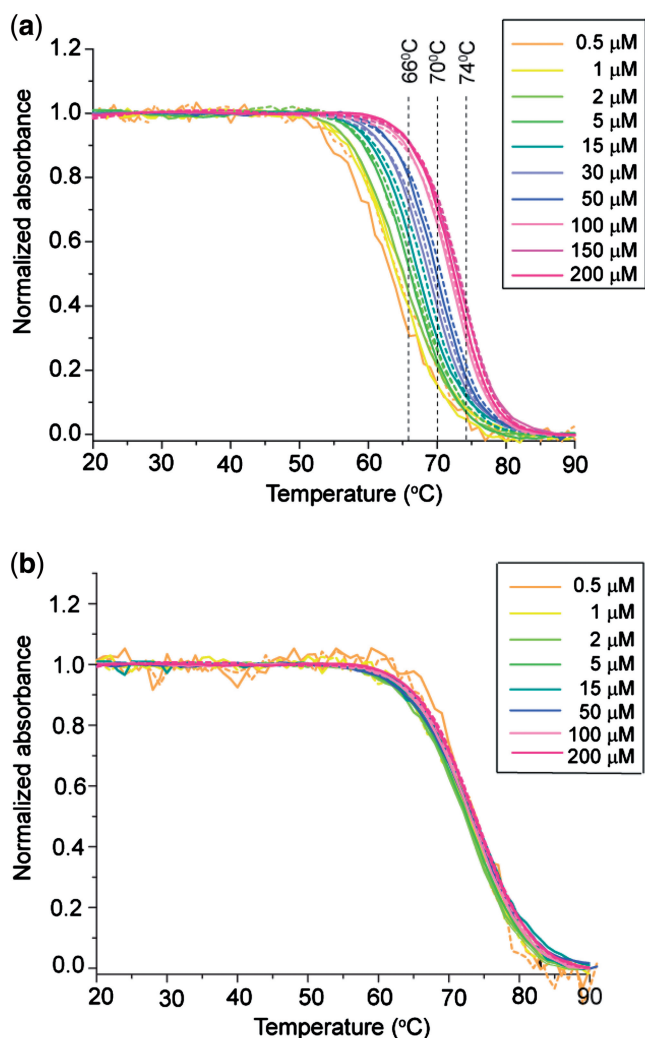 (a)
66⁰C
70⁰C
74⁰C
1.2
1.0
0.8
0.6
0.4
0.2
0.0
Normalized absorbance
20
30
40
50
60
70
80
90
Temperature (°C)
0.5 µM
1 µM
2 µM
5 µM
15 µM
30 µM
50 µM
100 µM
150 µM
200 µM
(b)
1.2
1.0
0.8
0.6
0.4
0.2
0.0
Normalized absorbance
20
30
40
50
60
70
80
90
Temperature (°C)
0.5 µM
1 µM
2 µM
5 µM
15 µM
50 µM
100 µM
200 µM